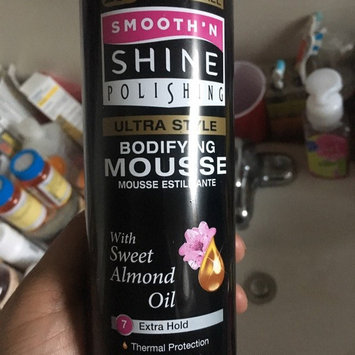 SMOOTH'N
SHINE
POLISHING
ULTRA STYLE
BODIFYING
MOUSSE
MOUSSE ESTILIZANTE
With
Sweet
Almond
Oil
7 Extra Hold
Thermal Protection